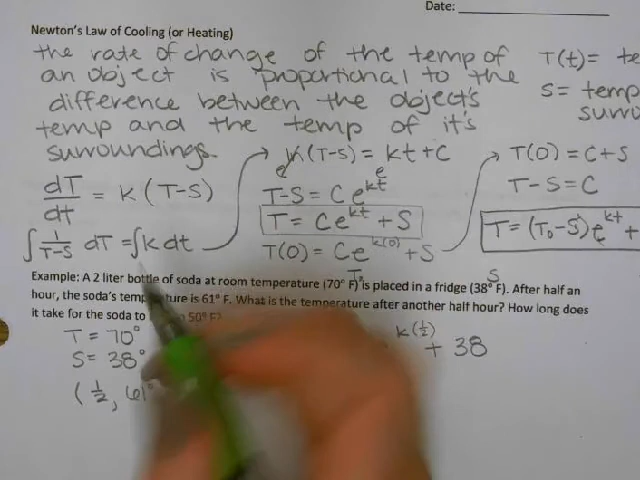 Date:
Newton's Law of Cooling (or Heating)
the rate of change of the temp of
an object is proportional to the
difference between the object's
temp and the temp of it's
surroundings.
T(t) =
S = temp
dT/dt = k(T-S)
∫ 1/(T-S) dT = ∫k dt
(T-S) = kt + C
T-S = Ce^kt
T = Ce^kt + S
T(0) = Ce^k(0) + S
T(0) = C+S
T-S = C
T = (T₀-S)e^kt +
T S
Example: A 2 liter bottle of soda at room temperature (70° F) is placed in a fridge (38° F). After half an
hour, the soda's temperature is 61° F. What is the temperature after another half hour? How long does
it take for the soda to 50° F?
T = 70°
S = 38°
(½, 61°
k(½) + 38